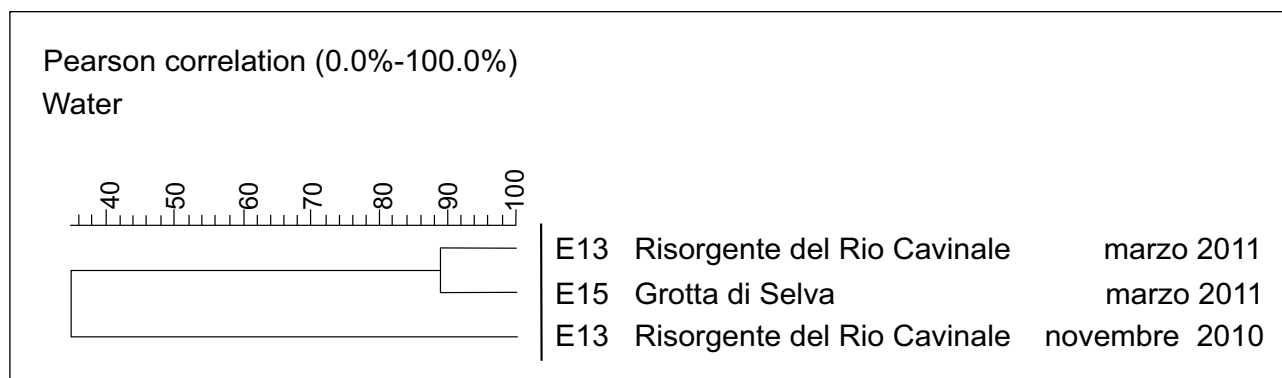 Pearson correlation (0.0%-100.0%)
Water
40 50 60 70 80 90 100
E13 Risorgente del Rio Cavinale marzo 2011
E15 Grotta di Selva marzo 2011
E13 Risorgente del Rio Cavinale novembre 2010